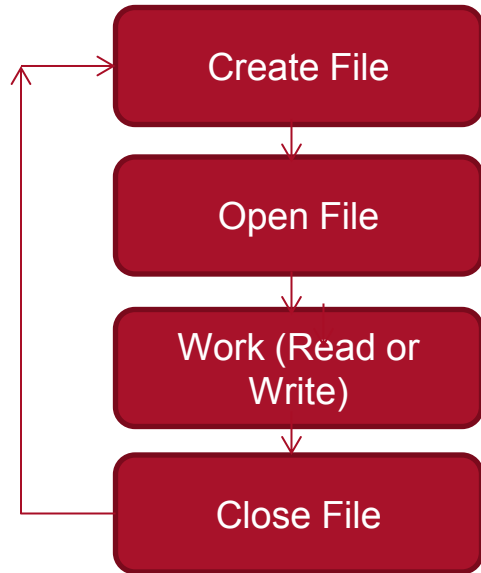 Create File
Open File
Work (Read or
Write)
Close File